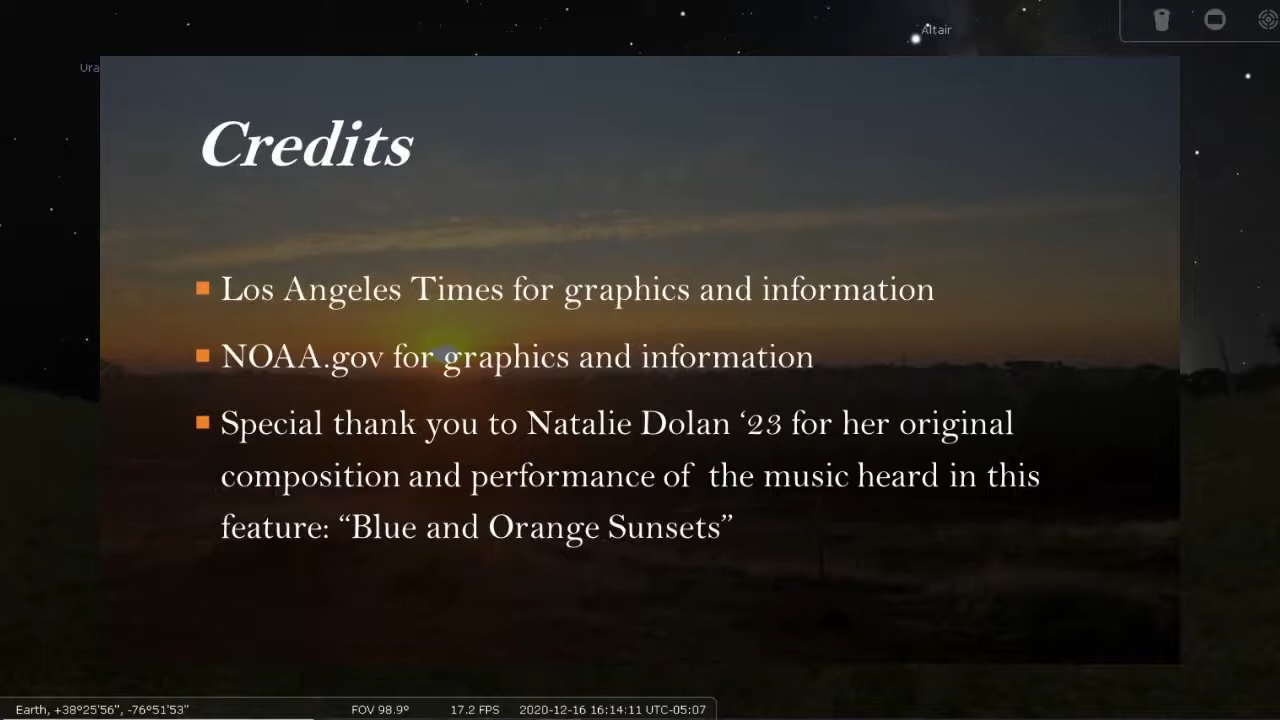 Altair
Ura
Credits
Los Angeles Times for graphics and information
NOAA.gov for graphics and information
Special thank you to Natalie Dolan ‘23 for her original
composition and performance of  the music heard in this
feature: “Blue and Orange Sunsets”
Earth, +38°25'56", -76°51'53" FOV 98.9° 17.2 FPS 2020-12-16 16:14:11 UTC-05:07